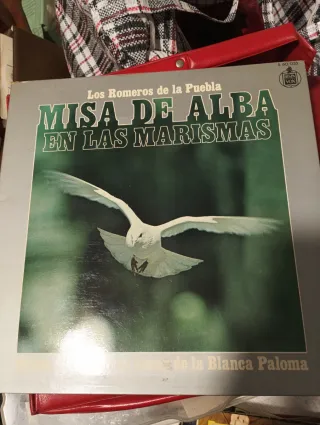 Los Romeros de la Puebla
MISA DE ALBA
EN LAS MARISMAS
de la Blanca Paloma